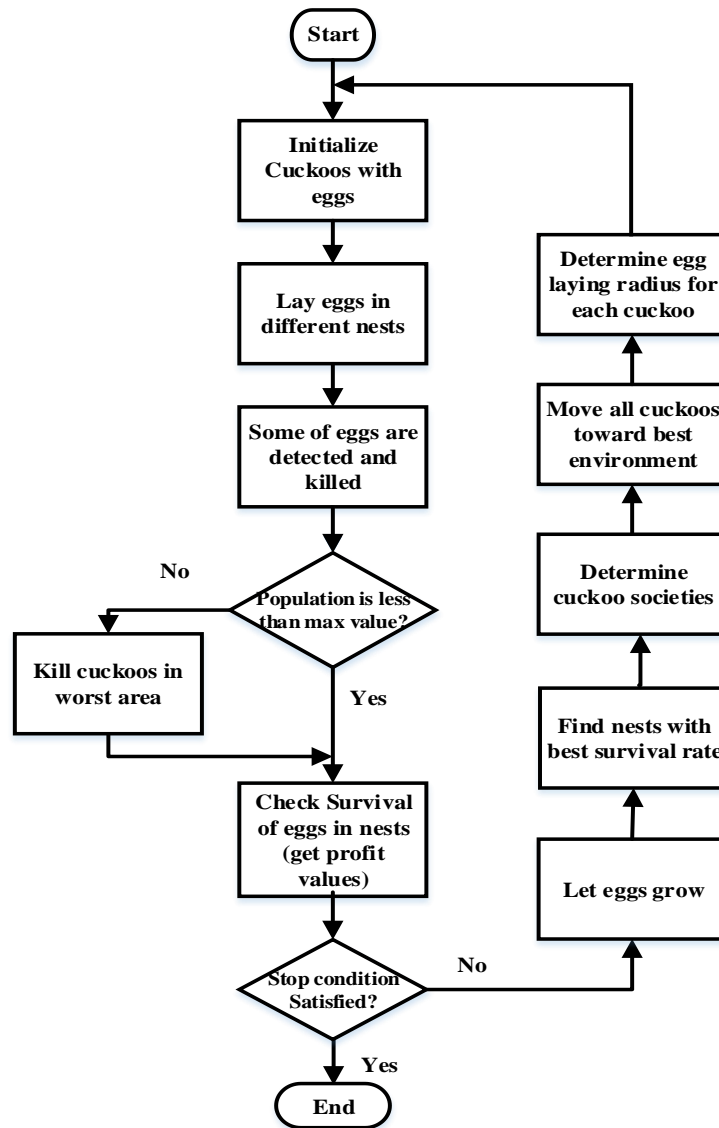 Start
Initialize
Cuckoos with
eggs
Lay eggs in
different nests
Some of eggs are
detected and
killed
No
Population is less
than max value?
Kill cuckoos in
worst area
Yes
Check Survival
of eggs in nests
(get profit
values)
Stop condition
Satisfied?
No
Yes
End
Let eggs grow
Find nests with
best survival rate
Determine
cuckoo societies
Move all cuckoos
toward best
environment
Determine egg
laying radius for
each cuckoo